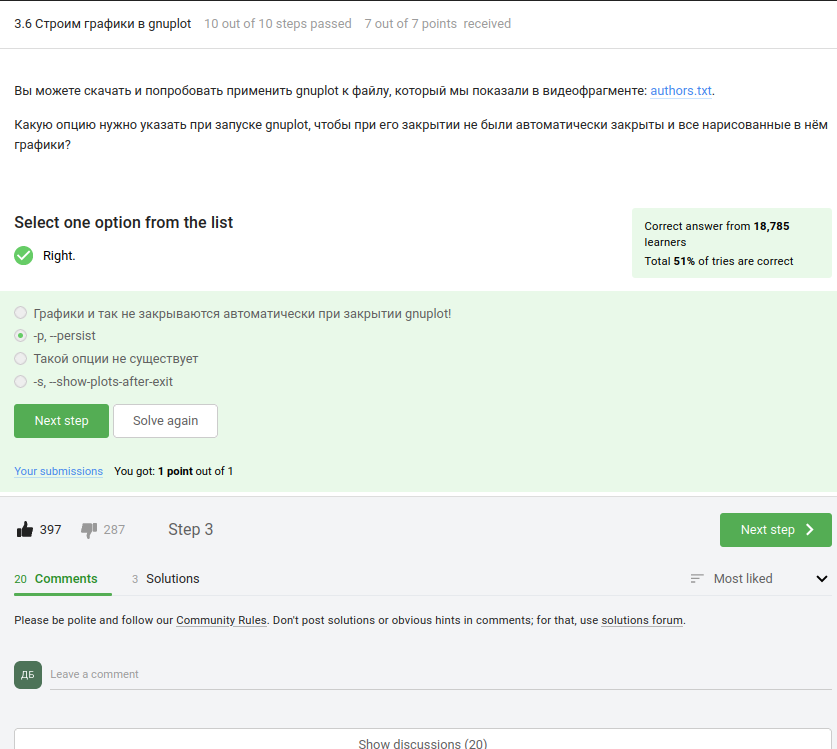 3.6 Строим графики в gnuplot 10 out of 10 steps passed 7 out of 7 points received
Вы можете скачать и попробовать применить gnuplot к файлу, который мы показали в видеофрагменте: authors.txt.
Какую опцию нужно указать при запуске gnuplot, чтобы при его закрытии не были автоматически закрыты и все нарисованные в нём
графики?
Select one option from the list
Right.
Correct answer from 18,785
learners
Total 51% of tries are correct
Графики и так не закрываются автоматически при закрытии gnuplot!
-p, --persist
Такой опции не существует
-s, --show-plots-after-exit
Next step Solve again
Your submissions You got: 1 point out of 1
397 287 Step 3 Next step
20 Comments 3 Solutions Most liked
Please be polite and follow our Community Rules. Don't post solutions or obvious hints in comments; for that, use solutions forum.
ДБ Leave a comment
Show discussions (20)